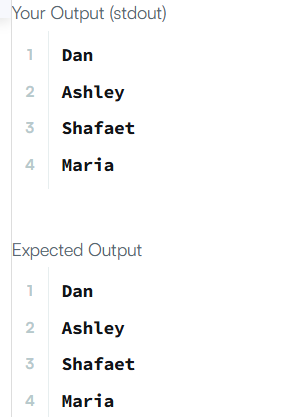 Your Output (stdout)
1 Dan
2 Ashley
3 Shafaet
4 Maria
Expected Output
1 Dan
2 Ashley
3 Shafaet
4 Maria